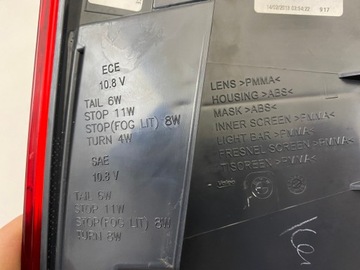 ECE
10.8 V
TAIL 6W
STOP 11W
STOP(FOG LIT) 8W
TURN 4W
SAE
10.8 V
TAIL 6W
STOP 11W
STOP(FOG LIT) 8W
TURN 8W
LENS >PMMA<
HOUSING >ABS<
MASK >ABS<
INNER SCREEN >PMMA<
LIGHT BAR >PMMA<
FRESNEL SCREEN >PMMA<
T SCREEN >PMMA<